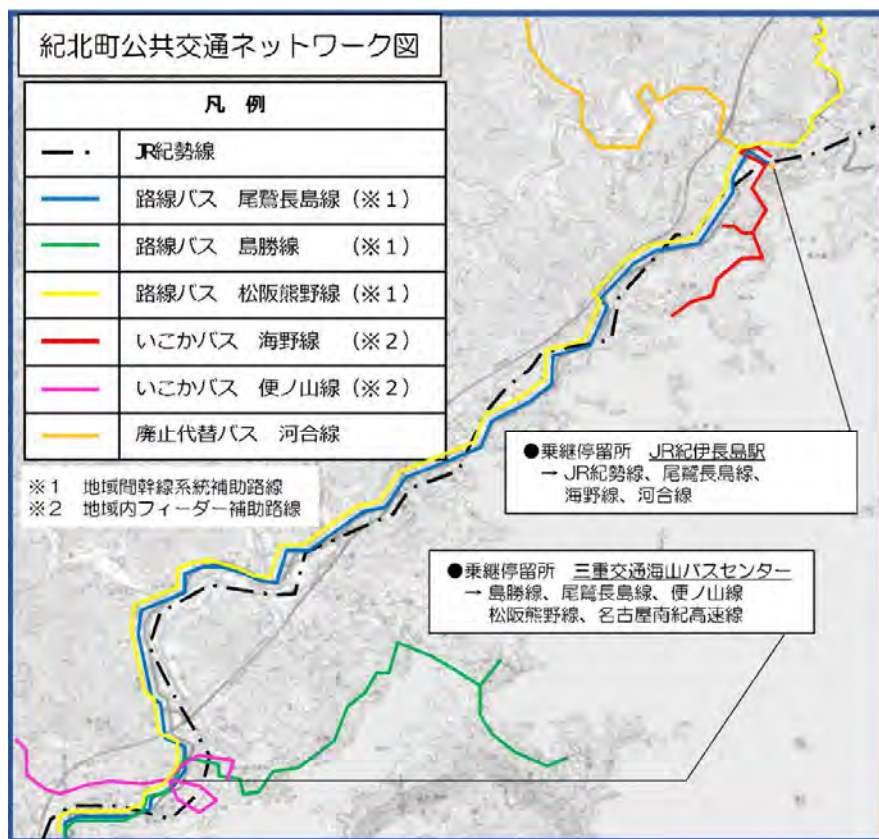 紀北町公共交通ネットワーク図
凡 例
JR紀勢線
路線バス 尾鷲長島線(※1)
路線バス 島勝線 (※1)
路線バス 松阪熊野線(※1)
いこかバス 海野線 (※2)
いこかバス 便ノ山線(※2)
廃止代替バス 河合線
※1 地域間幹線系統補助路線
※2 地域内フィーダー補助路線
●乗継停留所 JR紀伊長島駅
→ JR紀勢線、尾鷲長島線、
海野線、河合線
●乗継停留所 三重交通海山バスセンター
→ 島勝線、尾鷲長島線、便ノ山線
松阪熊野線、名古屋南紀高速線